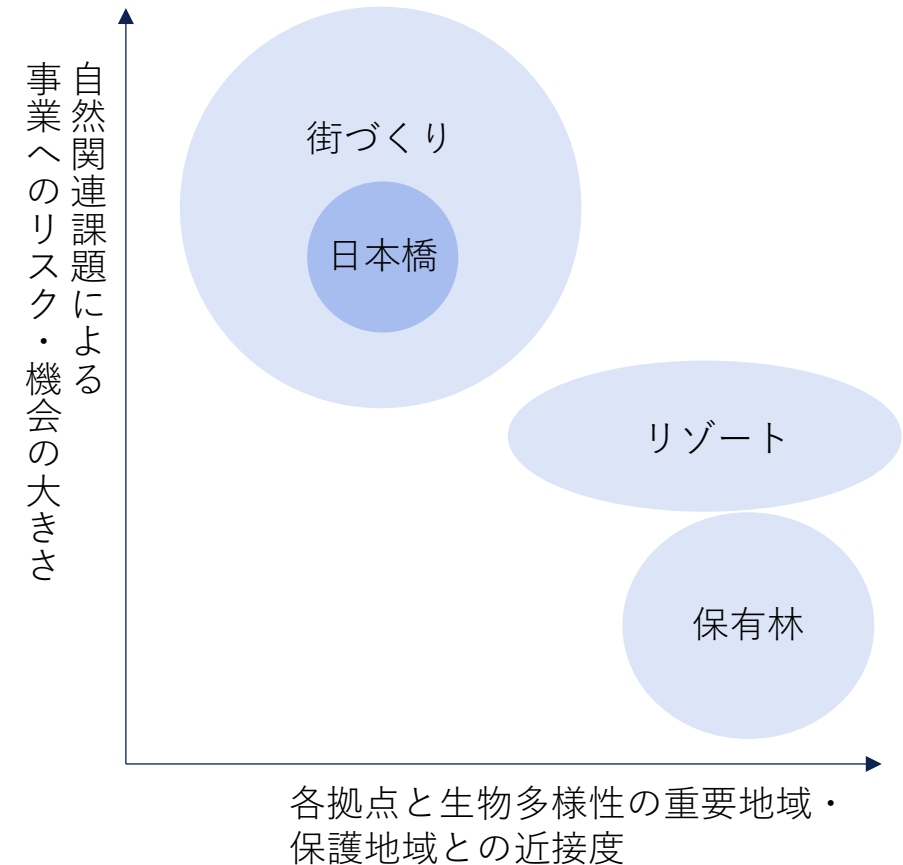 自然関連課題による
事業へのリスク・機会の大きさ
街づくり
日本橋
リゾート
保有林
各拠点と生物多様性の重要地域・
保護地域との近接度